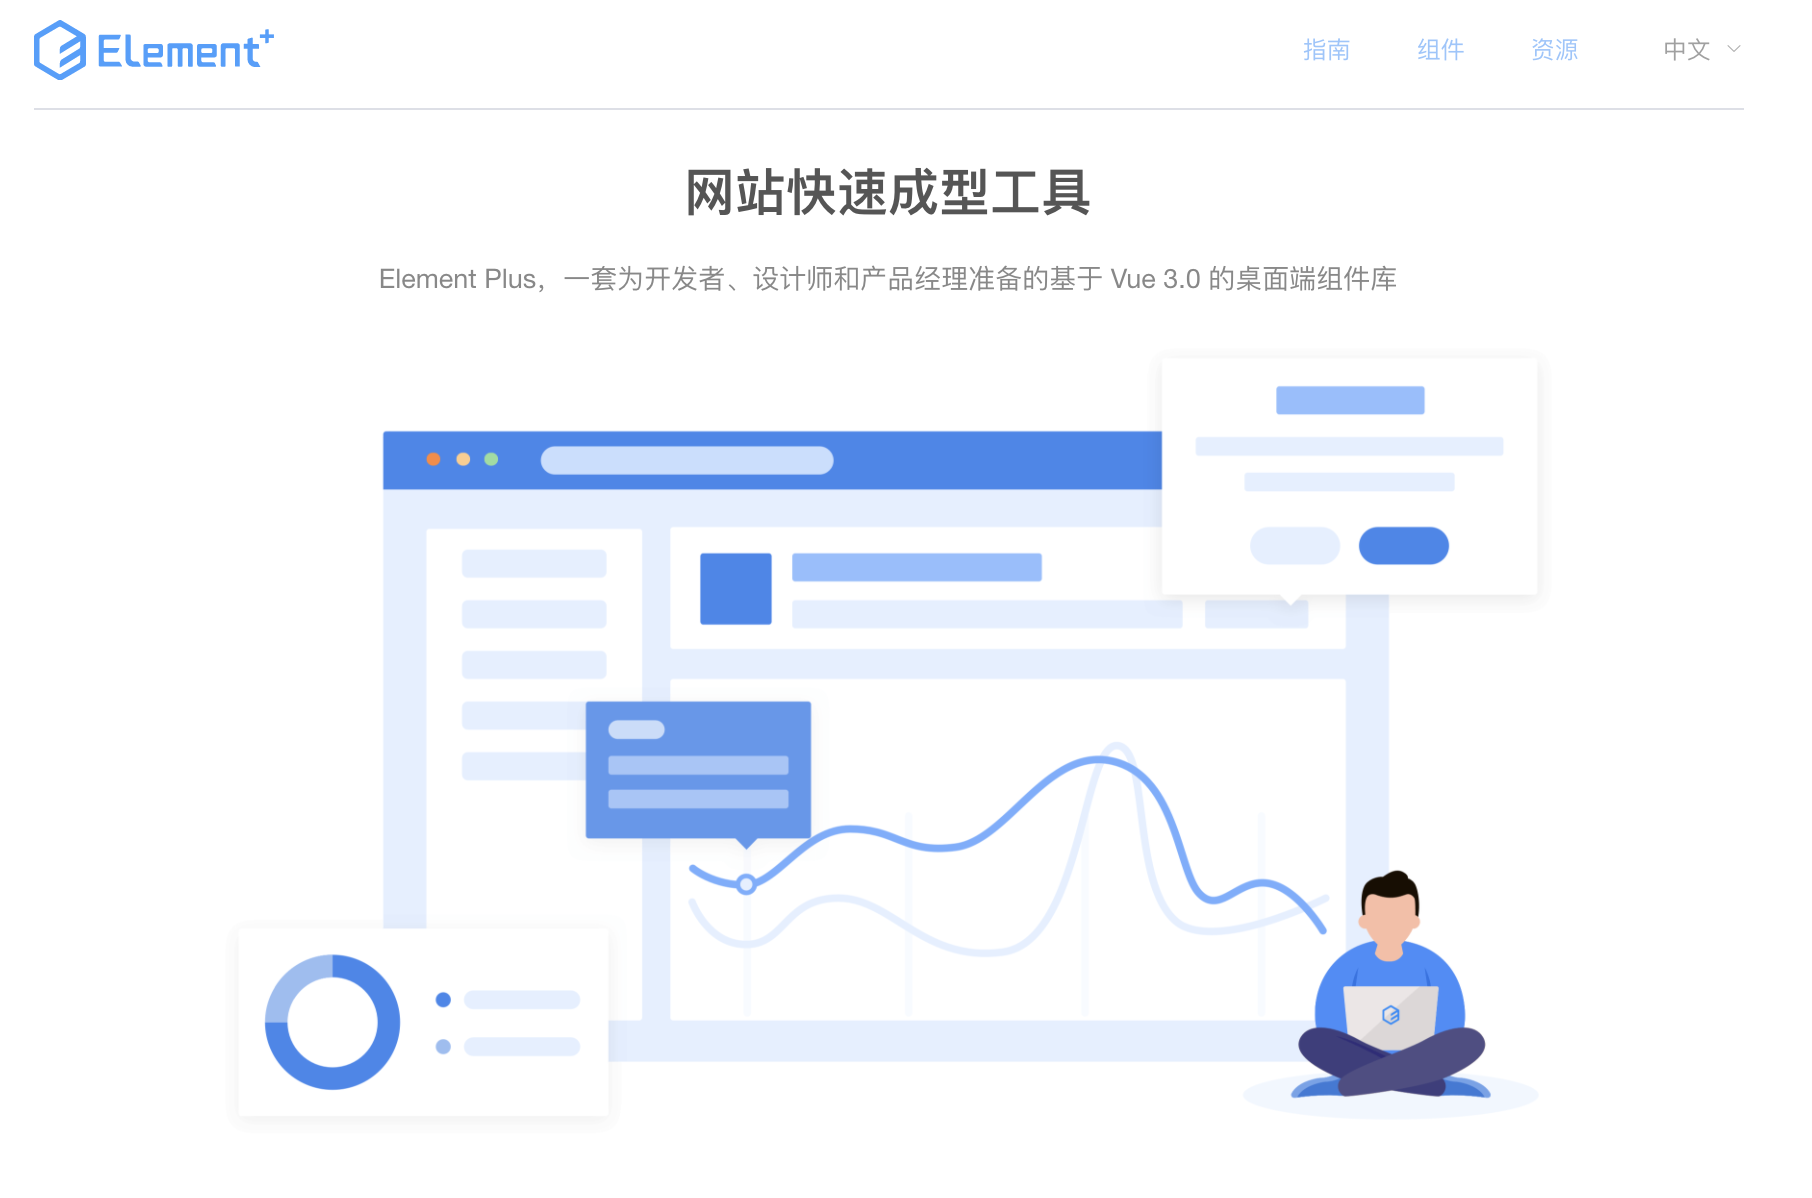 Element+
指南 组件 资源 中文
网站快速成型工具
Element Plus，一套为开发者、设计师和产品经理准备的基于 Vue 3.0 的桌面端组件库